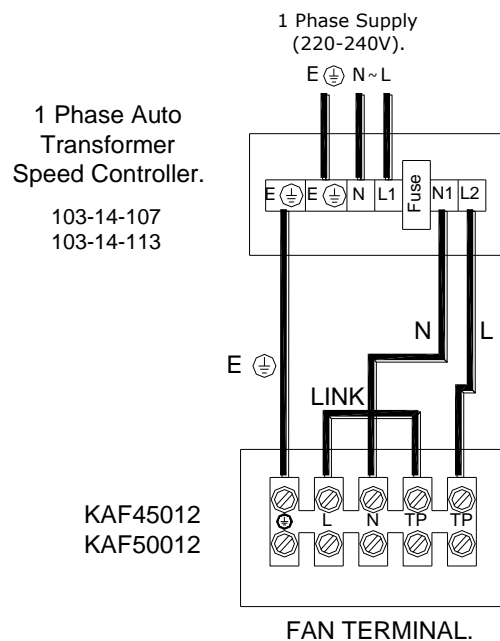 1 Phase Supply
(220-240V).
E N~L
1 Phase Auto
Transformer
Speed Controller.
103-14-107
103-14-113
E E N L1 Fuse N1 L2
N L
E
LINK
L N TP TP
KAF45012
KAF50012
FAN TERMINAL.